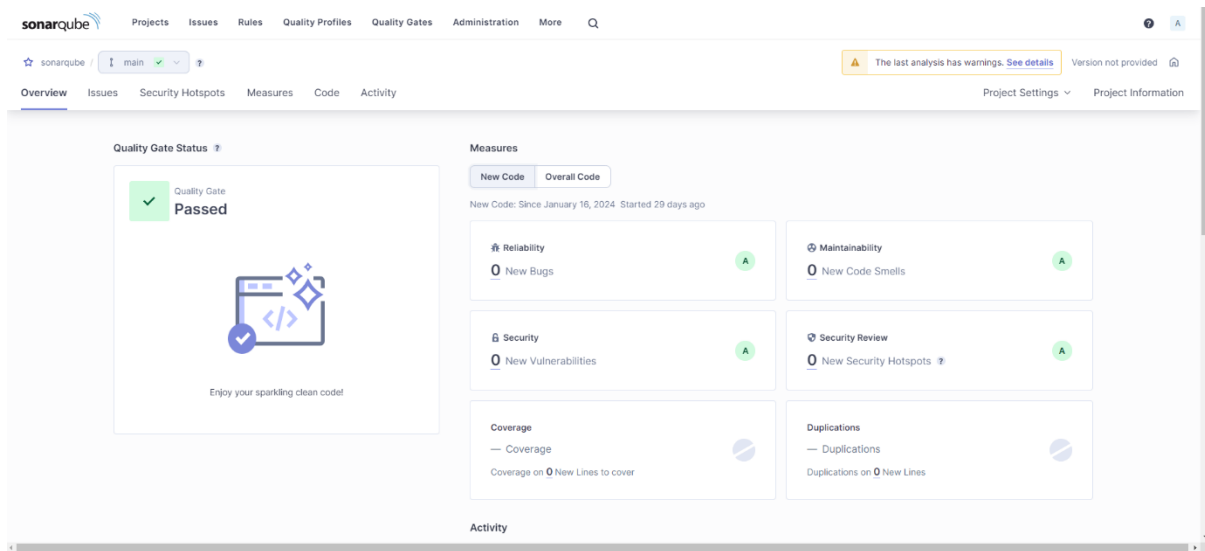 sonarqube Projects Issues Rules Quality Profiles Quality Gates Administration More A
sonarqube / main The last analysis has warnings. See details Version not provided
Overview Issues Security Hotspots Measures Code Activity Project Settings Project Information
Quality Gate Status
Quality Gate
Passed
Enjoy your sparkling clean code!
Measures
New Code Overall Code
New Code: Since January 16, 2024 Started 29 days ago
Reliability
0 New Bugs A
Maintainability
0 New Code Smells A
Security
0 New Vulnerabilities A
Security Review
0 New Security Hotspots ? A
Coverage
— Coverage
Coverage on 0 New Lines to cover
Duplications
— Duplications
Duplications on 0 New Lines
Activity